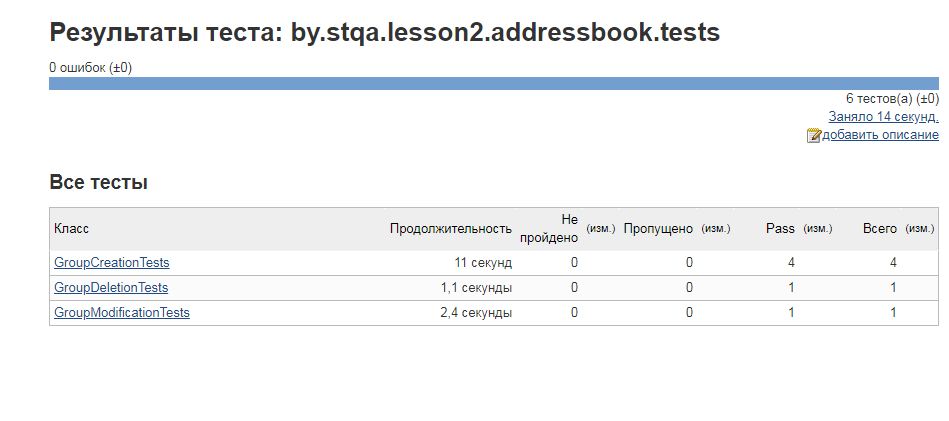 Результаты теста: by.stqa.lesson2.addressbook.tests
0 ошибок (±0)
6 тестов(а) (±0)
Заняло 14 секунд.
добавить описание
Все тесты
Класс Продолжительность Не пройдено (изм.) Пропущено (изм.) Pass (изм.) Всего (изм.)
GroupCreationTests 11 секунд 0 0 4 4
GroupDeletionTests 1,1 секунды 0 0 1 1
GroupModificationTests 2,4 секунды 0 0 1 1